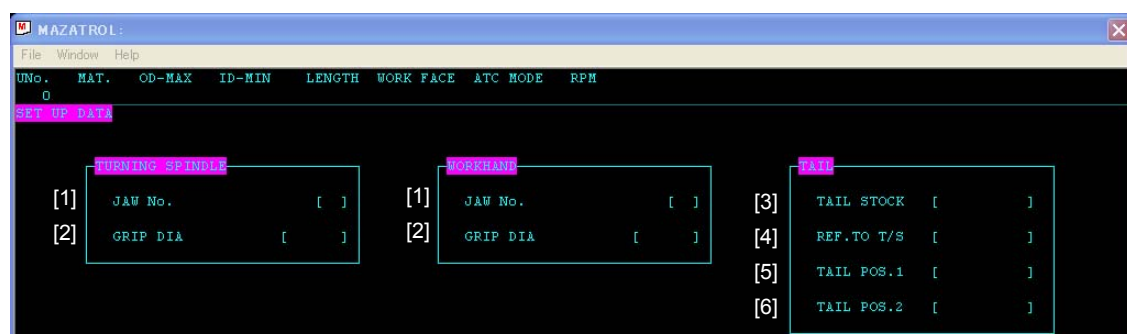 MAZATROL:
File Window Help
UNo. MAT. OD-MAX ID-MIN LENGTH WORK FACE ATC MODE RPM
0
SET UP DATA
TURNING SPINDLE WORKHAND TAIL
[1] JAW No. [ ] [1] JAW No. [ ] [3] TAIL STOCK [ ]
[2] GRIP DIA [ ] [2] GRIP DIA [ ] [4] REF.TO T/S [ ]
[5] TAIL POS.1 [ ]
[6] TAIL POS.2 [ ]